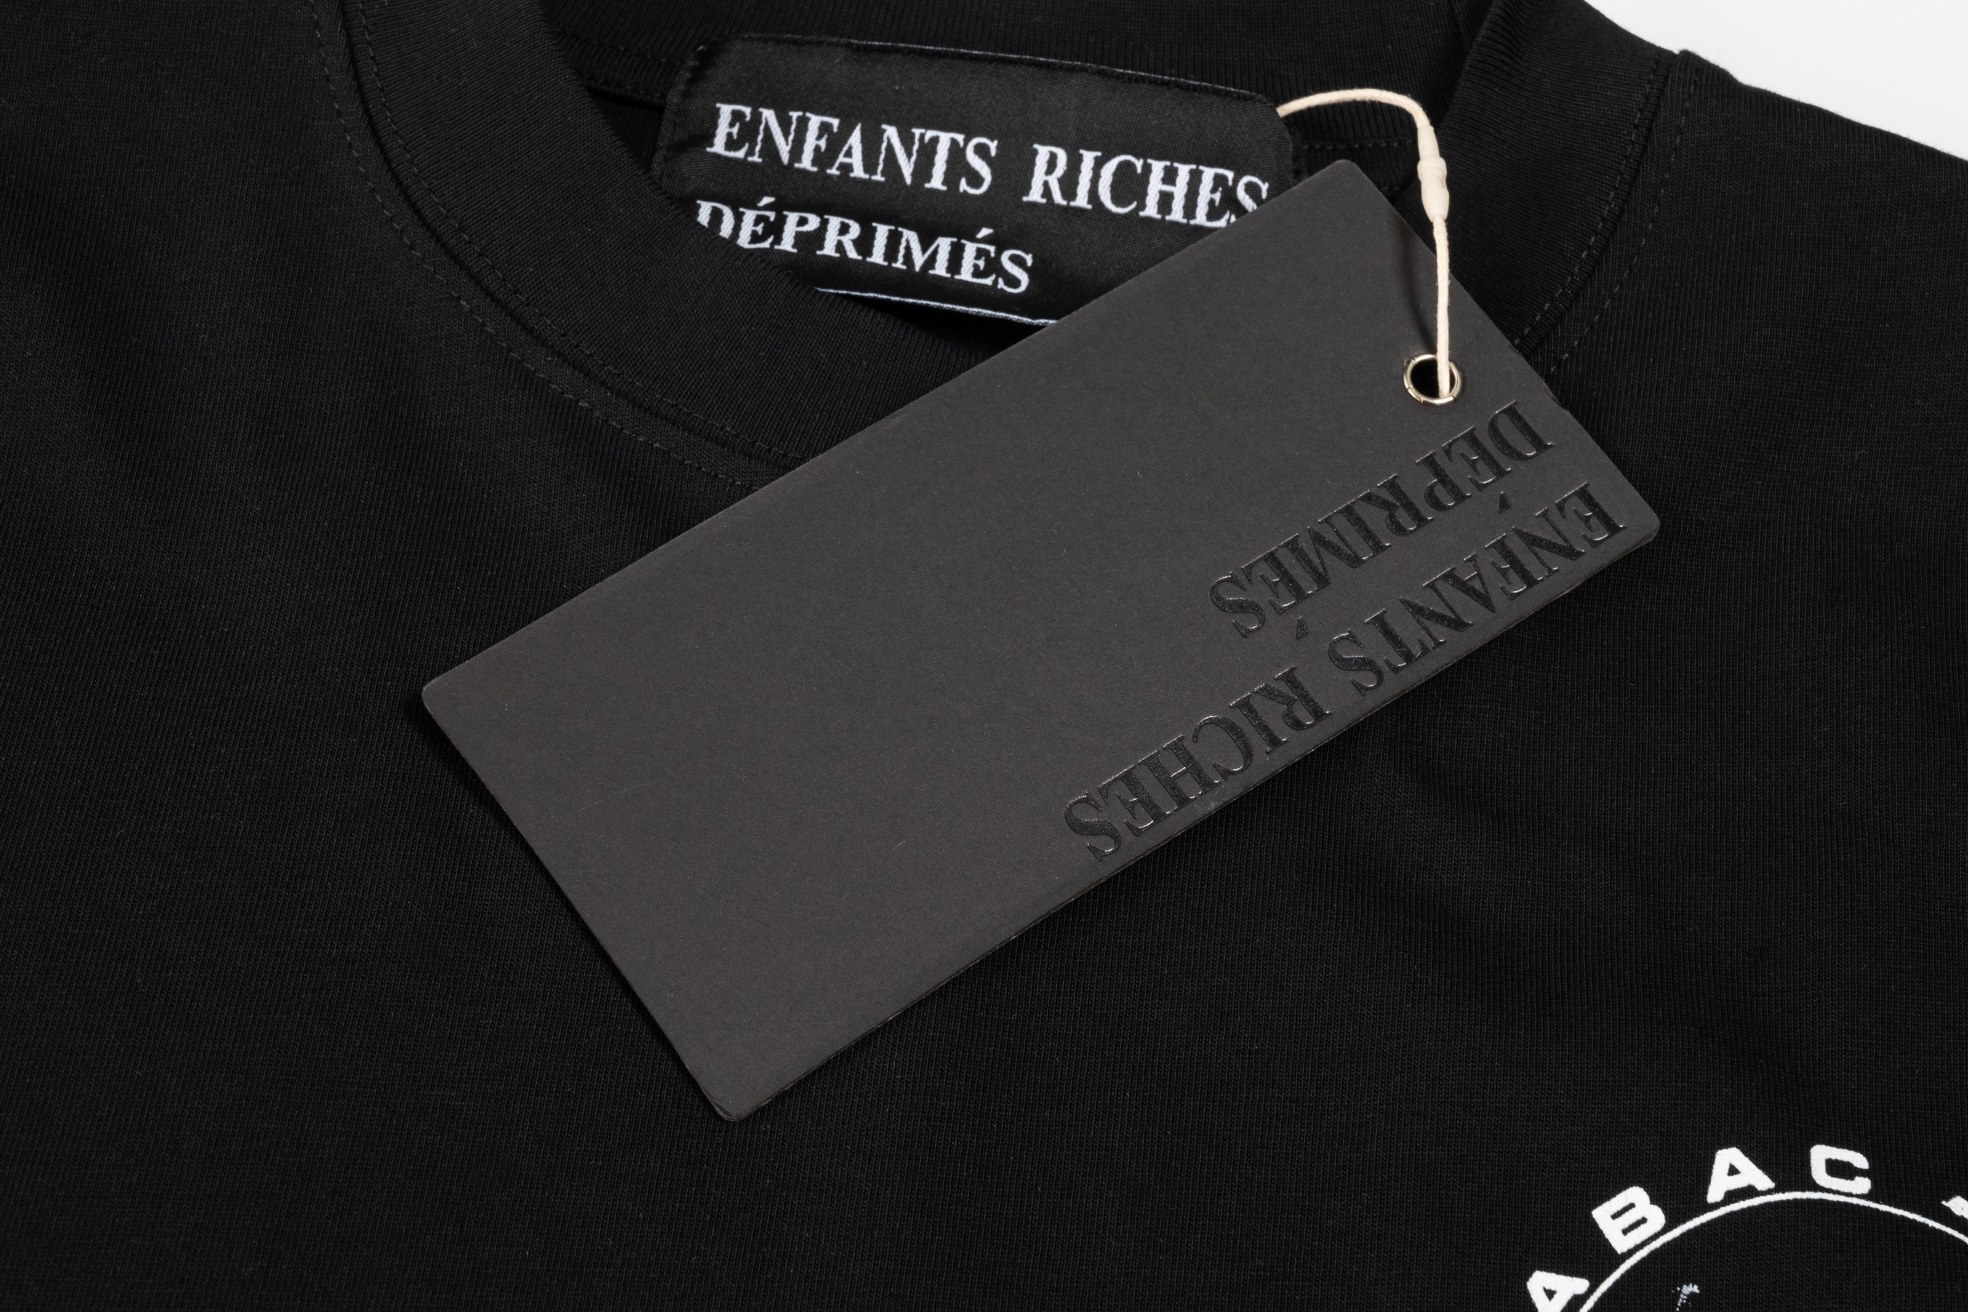 ENFANTS RICHES
DÉPRIMÉS
ENFANTS RICHES
DÉPRIMÉS
ABAC